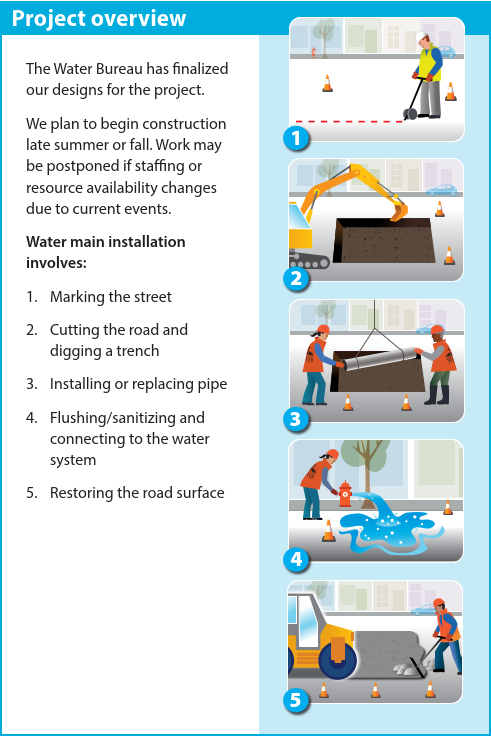 Project overview
The Water Bureau has finalized
our designs for the project.
We plan to begin construction
late summer or fall. Work may
be postponed if staffing or
resource availability changes
due to current events.
Water main installation
involves:
1. Marking the street
2. Cutting the road and
digging a trench
3. Installing or replacing pipe
4. Flushing/sanitizing and
connecting to the water
system
5. Restoring the road surface
1
2
3
4
5